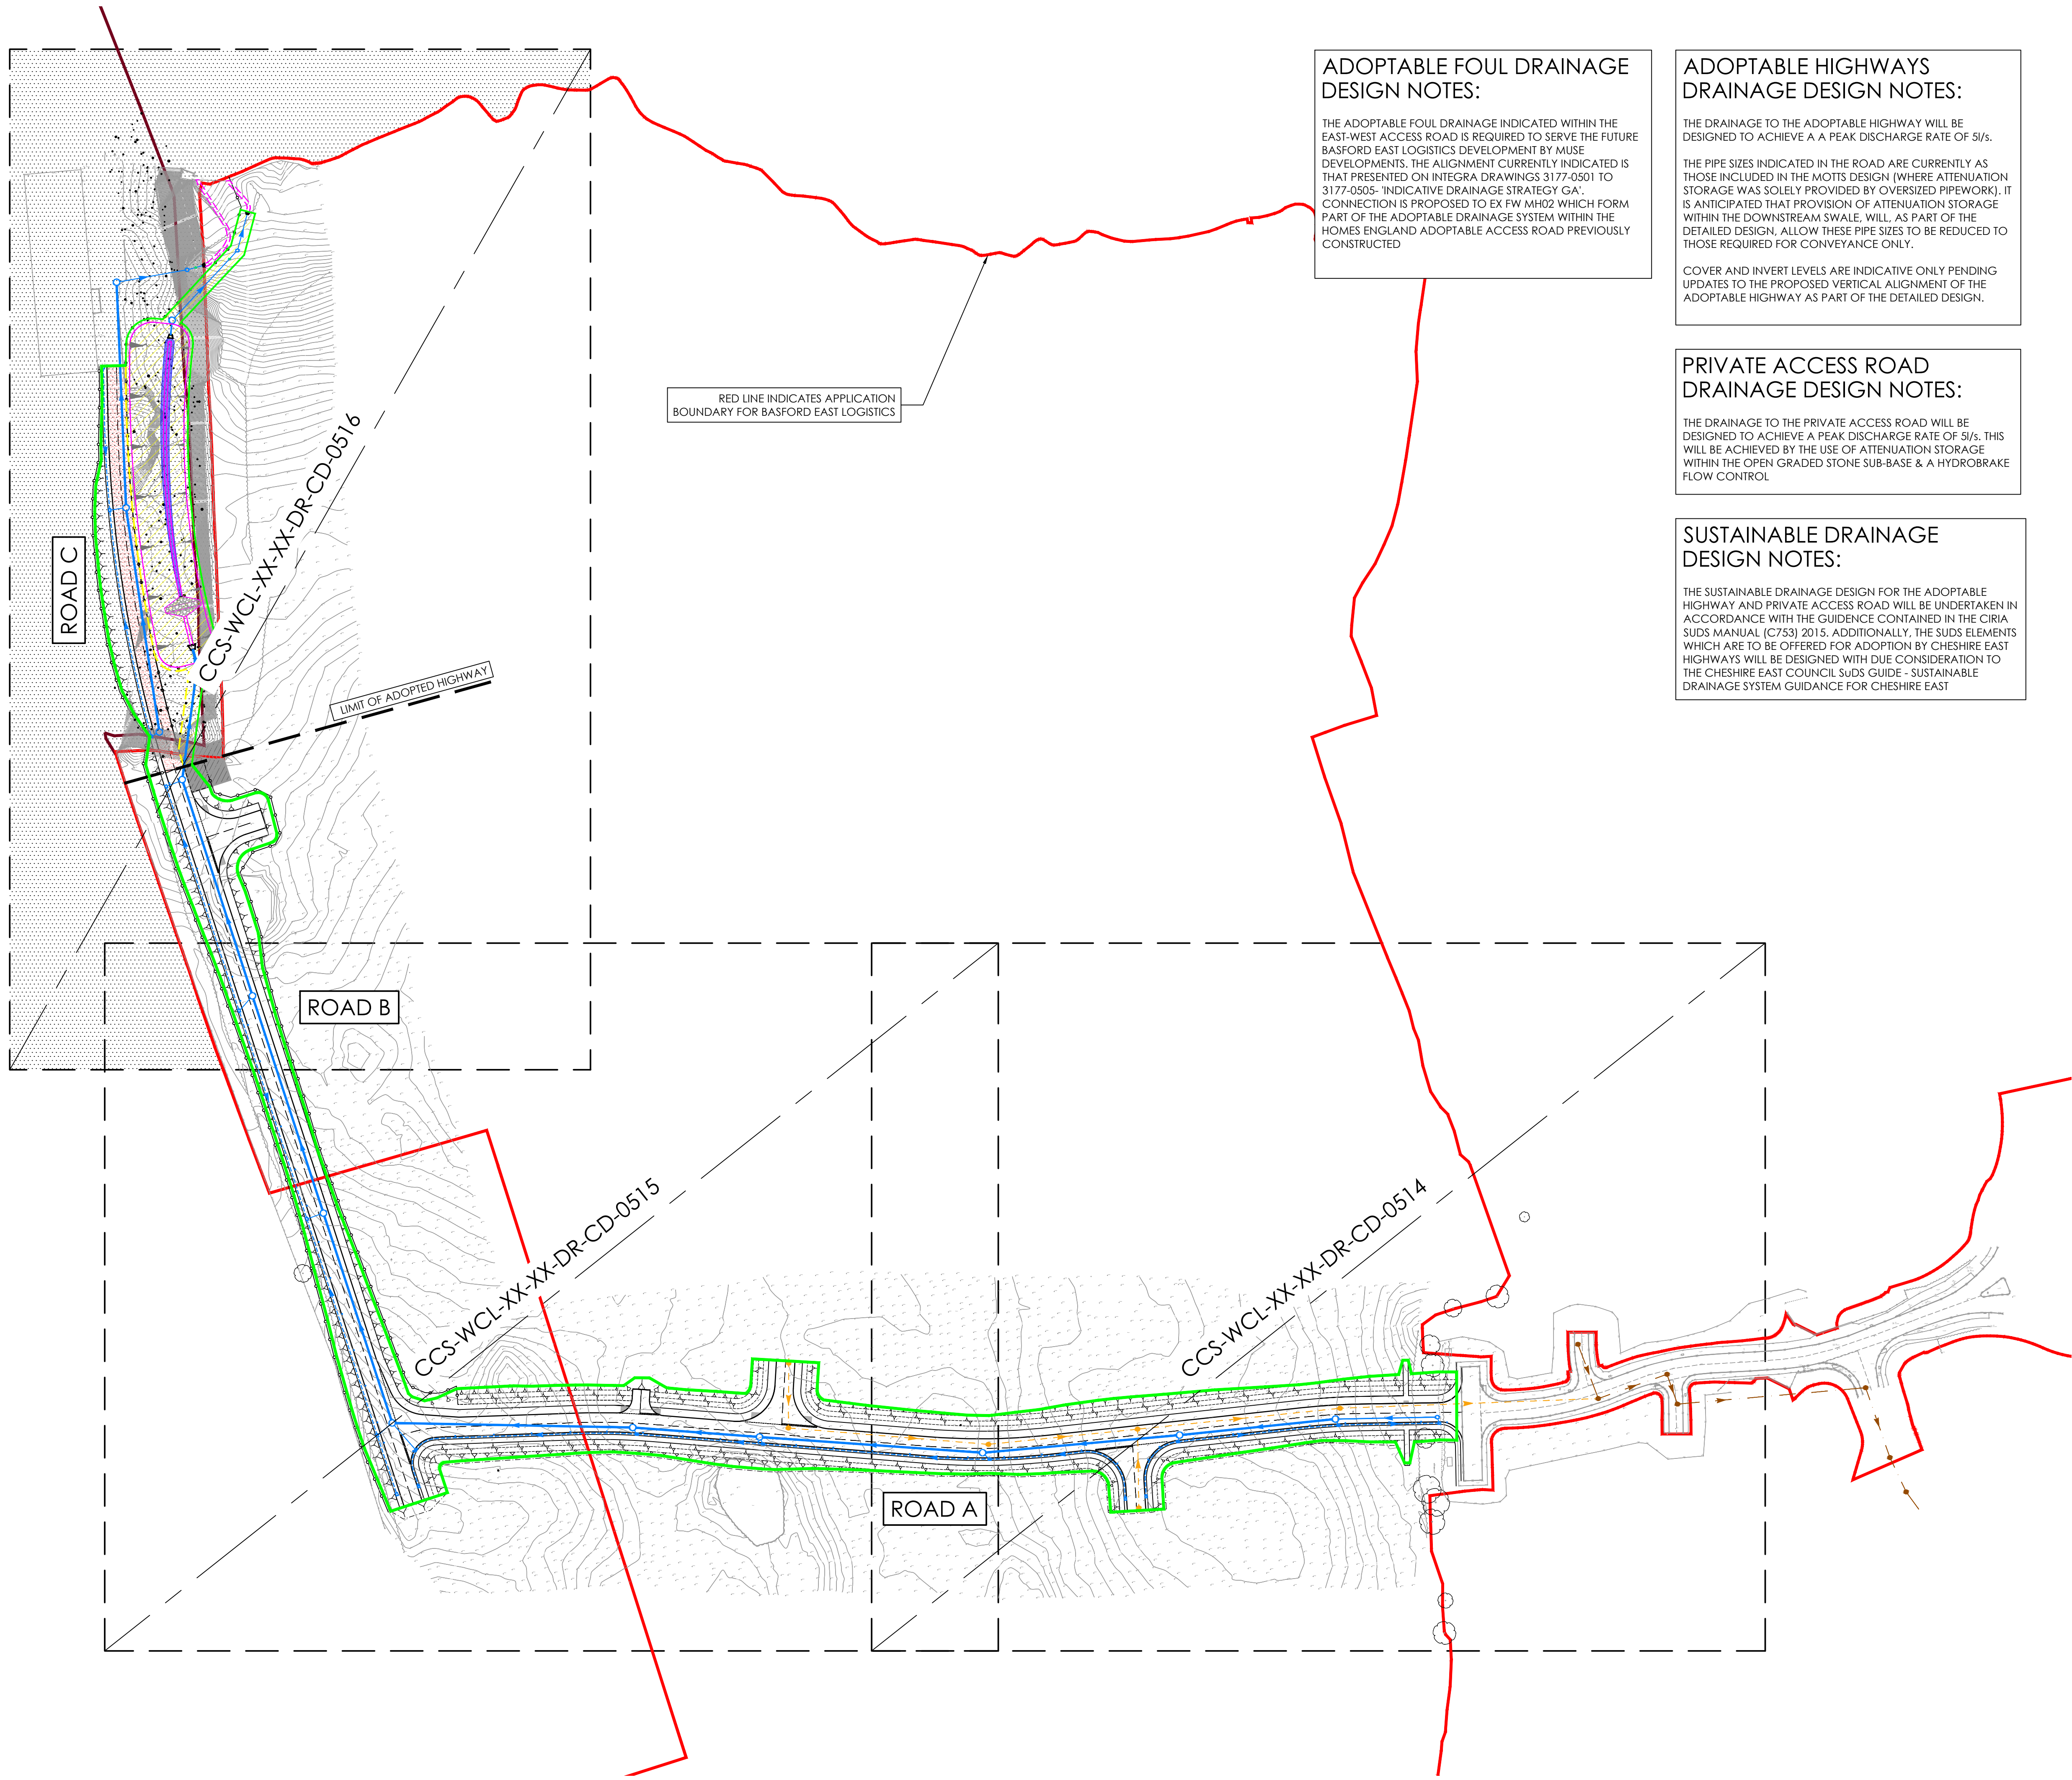 ADOPTABLE FOUL DRAINAGE
DESIGN NOTES:
THE ADOPTABLE FOUL DRAINAGE INDICATED WITHIN THE
EAST-WEST ACCESS ROAD IS REQUIRED TO SERVE THE FUTURE
BASFORD EAST LOGISTICS DEVELOPMENT BY MUSE
DEVELOPMENTS. THE ALIGNMENT CURRENTLY INDICATED IS
THAT PRESENTED ON INTEGRA DRAWINGS 3177-0501 TO
3177-0505- 'INDICATIVE DRAINAGE STRATEGY GA'.
CONNECTION IS PROPOSED TO EX FW MH02 WHICH FORM
PART OF THE ADOPTABLE DRAINAGE SYSTEM WITHIN THE
HOMES ENGLAND ADOPTABLE ACCESS ROAD PREVIOUSLY
CONSTRUCTED
ADOPTABLE HIGHWAYS
DRAINAGE DESIGN NOTES:
THE DRAINAGE TO THE ADOPTABLE HIGHWAY WILL BE
DESIGNED TO ACHIEVE A A PEAK DISCHARGE RATE OF 5l/s.
THE PIPE SIZES INDICATED IN THE ROAD ARE CURRENTLY AS
THOSE INCLUDED IN THE MOTTS DESIGN (WHERE ATTENUATION
STORAGE WAS SOLELY PROVIDED BY OVERSIZED PIPEWORK). IT
IS ANTICIPATED THAT PROVISION OF ATTENUATION STORAGE
WITHIN THE DOWNSTREAM SWALE, WILL, AS PART OF THE
DETAILED DESIGN, ALLOW THESE PIPE SIZES TO BE REDUCED TO
THOSE REQUIRED FOR CONVEYANCE ONLY.
COVER AND INVERT LEVELS ARE INDICATIVE ONLY PENDING
UPDATES TO THE PROPOSED VERTICAL ALIGNMENT OF THE
ADOPTABLE HIGHWAY AS PART OF THE DETAILED DESIGN.
PRIVATE ACCESS ROAD
DRAINAGE DESIGN NOTES:
THE DRAINAGE TO THE PRIVATE ACCESS ROAD WILL BE
DESIGNED TO ACHIEVE A PEAK DISCHARGE RATE OF 5l/s. THIS
WILL BE ACHIEVED BY THE USE OF ATTENUATION STORAGE
WITHIN THE OPEN GRADED STONE SUB-BASE & A HYDROBRAKE
FLOW CONTROL
SUSTAINABLE DRAINAGE
DESIGN NOTES:
THE SUSTAINABLE DRAINAGE DESIGN FOR THE ADOPTABLE
HIGHWAY AND PRIVATE ACCESS ROAD WILL BE UNDERTAKEN IN
ACCORDANCE WITH THE GUIDENCE CONTAINED IN THE CIRIA
SUDS MANUAL (C753) 2015. ADDITIONALLY, THE SUDS ELEMENTS
WHICH ARE TO BE OFFERED FOR ADOPTION BY CHESHIRE EAST
HIGHWAYS WILL BE DESIGNED WITH DUE CONSIDERATION TO
THE CHESHIRE EAST COUNCIL SuDS GUIDE - SUSTAINABLE
DRAINAGE SYSTEM GUIDANCE FOR CHESHIRE EAST
RED LINE INDICATES APPLICATION
BOUNDARY FOR BASFORD EAST LOGISTICS
CCS-WCL-XX-XX-DR-CD-0516
ROAD C
LIMIT OF ADOPTED HIGHWAY
ROAD B
CCS-WCL-XX-XX-DR-CD-0515
CCS-WCL-XX-XX-DR-CD-0514
ROAD A